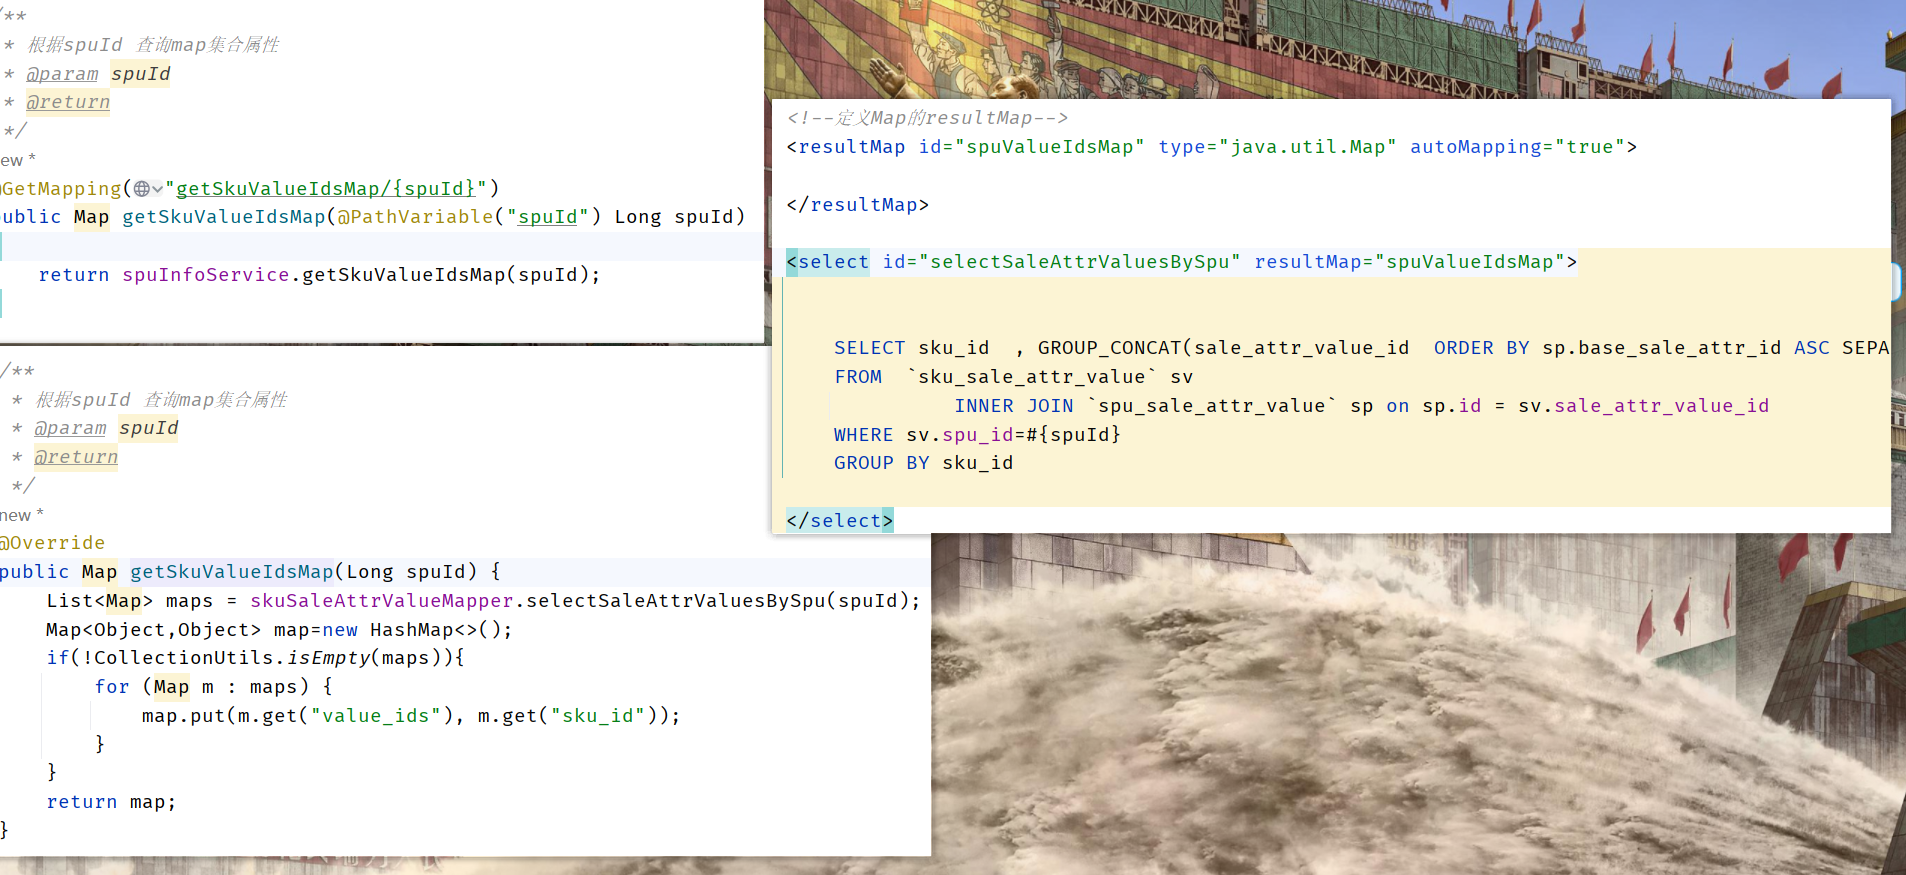 /**
* 根据spuId 查询map集合属性
* @param spuId
* @return
*/
ew *
@GetMapping("getSkuValueIdsMap/{spuId}")
ublic Map getSkuValueIdsMap(@PathVariable("spuId") Long spuId)
return spuInfoService.getSkuValueIdsMap(spuId);
/**
* 根据spuId 查询map集合属性
* @param spuId
* @return
*/
new *
@Override
public Map getSkuValueIdsMap(Long spuId) {
List<Map> maps = skuSaleAttrValueMapper.selectSaleAttrValuesBySpu(spuId);
Map<Object,Object> map=new HashMap<>();
if(!CollectionUtils.isEmpty(maps)){
for (Map m : maps) {
map.put(m.get("value_ids"), m.get("sku_id"));
}
}
return map;
}
<!--定义Map的resultMap-->
<resultMap id="spuValueIdsMap" type="java.util.Map" autoMapping="true">
</resultMap>
<select id="selectSaleAttrValuesBySpu" resultMap="spuValueIdsMap">
SELECT sku_id , GROUP_CONCAT(sale_attr_value_id ORDER BY sp.base_sale_attr_id ASC SEPA
FROM `sku_sale_attr_value` sv
INNER JOIN `spu_sale_attr_value` sp on sp.id = sv.sale_attr_value_id
WHERE sv.spu_id=#{spuId}
GROUP BY sku_id
</select>